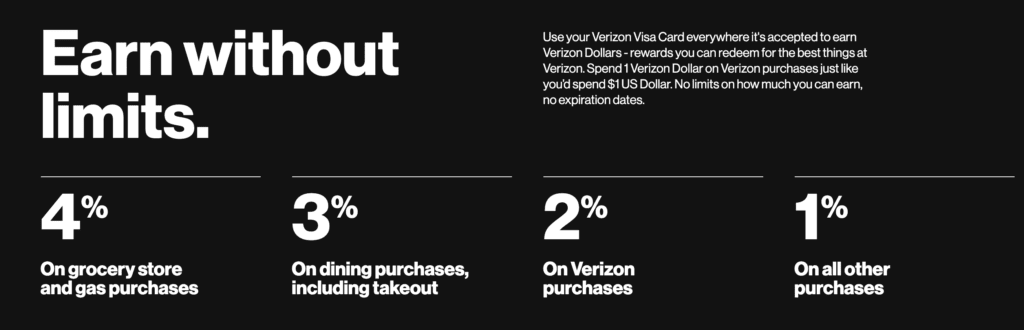 Earn without
limits.
Use your Verizon Visa Card everywhere it's accepted to earn
Verizon Dollars - rewards you can redeem for the best things at
Verizon. Spend 1 Verizon Dollar on Verizon purchases just like
you'd spend $1 US Dollar. No limits on how much you can earn,
no expiration dates.
4%
On grocery store
and gas purchases
3%
On dining purchases,
including takeout
2%
On Verizon
purchases
1%
On all other
purchases